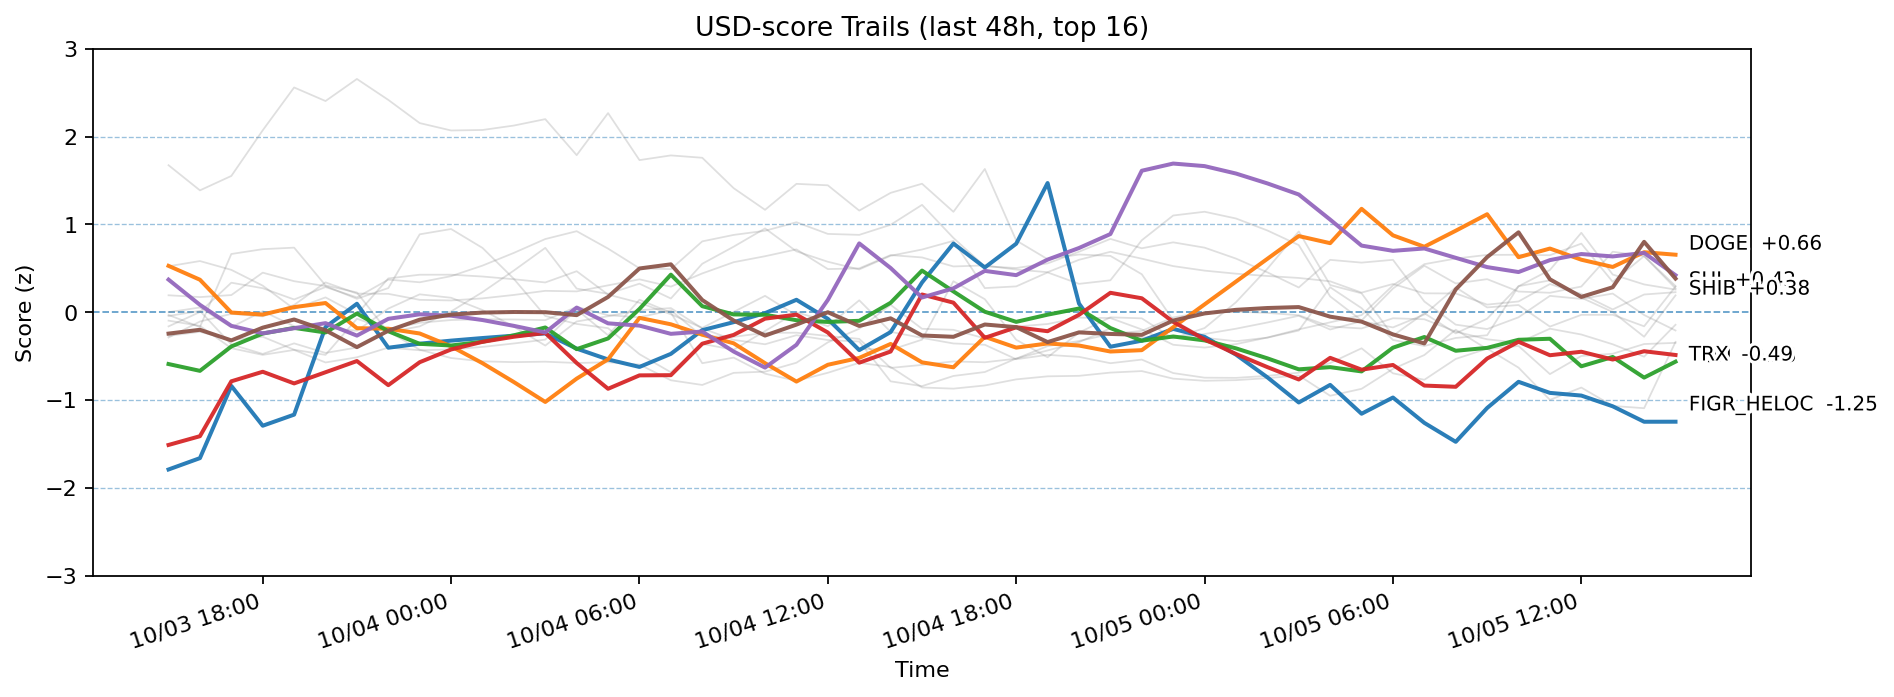 USD-score Trails (last 48h, top 16)
Score (z)
3
2
1
0
−1
−2
−3
DOGE +0.66
+0.43
SHIB +0.38
TRX -0.49
FIGR_HELOC -1.25
10/03 18:00
10/04 00:00
10/04 06:00
10/04 12:00
10/04 18:00
10/05 00:00
10/05 06:00
10/05 12:00
Time